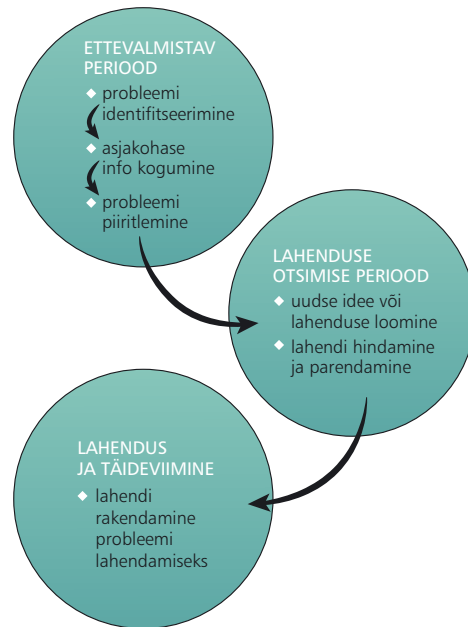 ETTEVALMISTAV
PERIOOD
◆ probleemi
identifitseerimine
◆ asjakohase
info kogumine
◆ probleemi
piiritlemine
LAHENDUSE
OTSIMISE PERIOOD
◆ uudse idee või
lahenduse loomine
◆ lahendi hindamine
ja parendamine
LAHENDUS
JA TÄIDEVIIMINE
◆ lahendi
rakendamine
probleemi
lahendamiseks